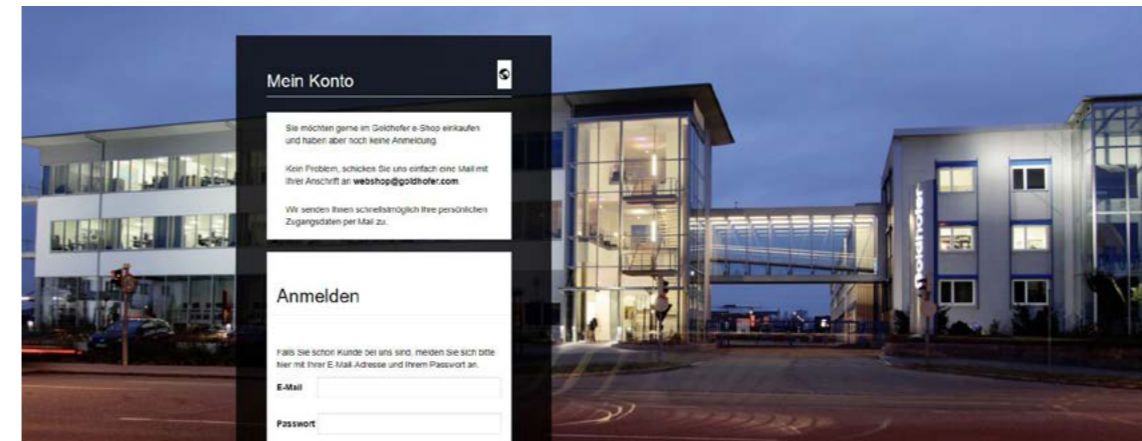 Mein Konto
Sie möchten gerne im Goldhofer e-Shop einkaufen
und haben aber noch keine Anmeldung.
Kein Problem, schicken Sie uns einfach eine Mail mit
Ihrer Anschrift an webshop@goldhofer.com.
Wir senden Ihnen schnellstmöglich Ihre persönlichen
Zugangsdaten per Mail zu.
Goldhofer
Anmelden
Falls Sie schon Kunde bei uns sind, melden Sie sich bitte
hier mit Ihrer E-Mail-Adresse und Ihrem Passwort an.
E-Mail
Passwort